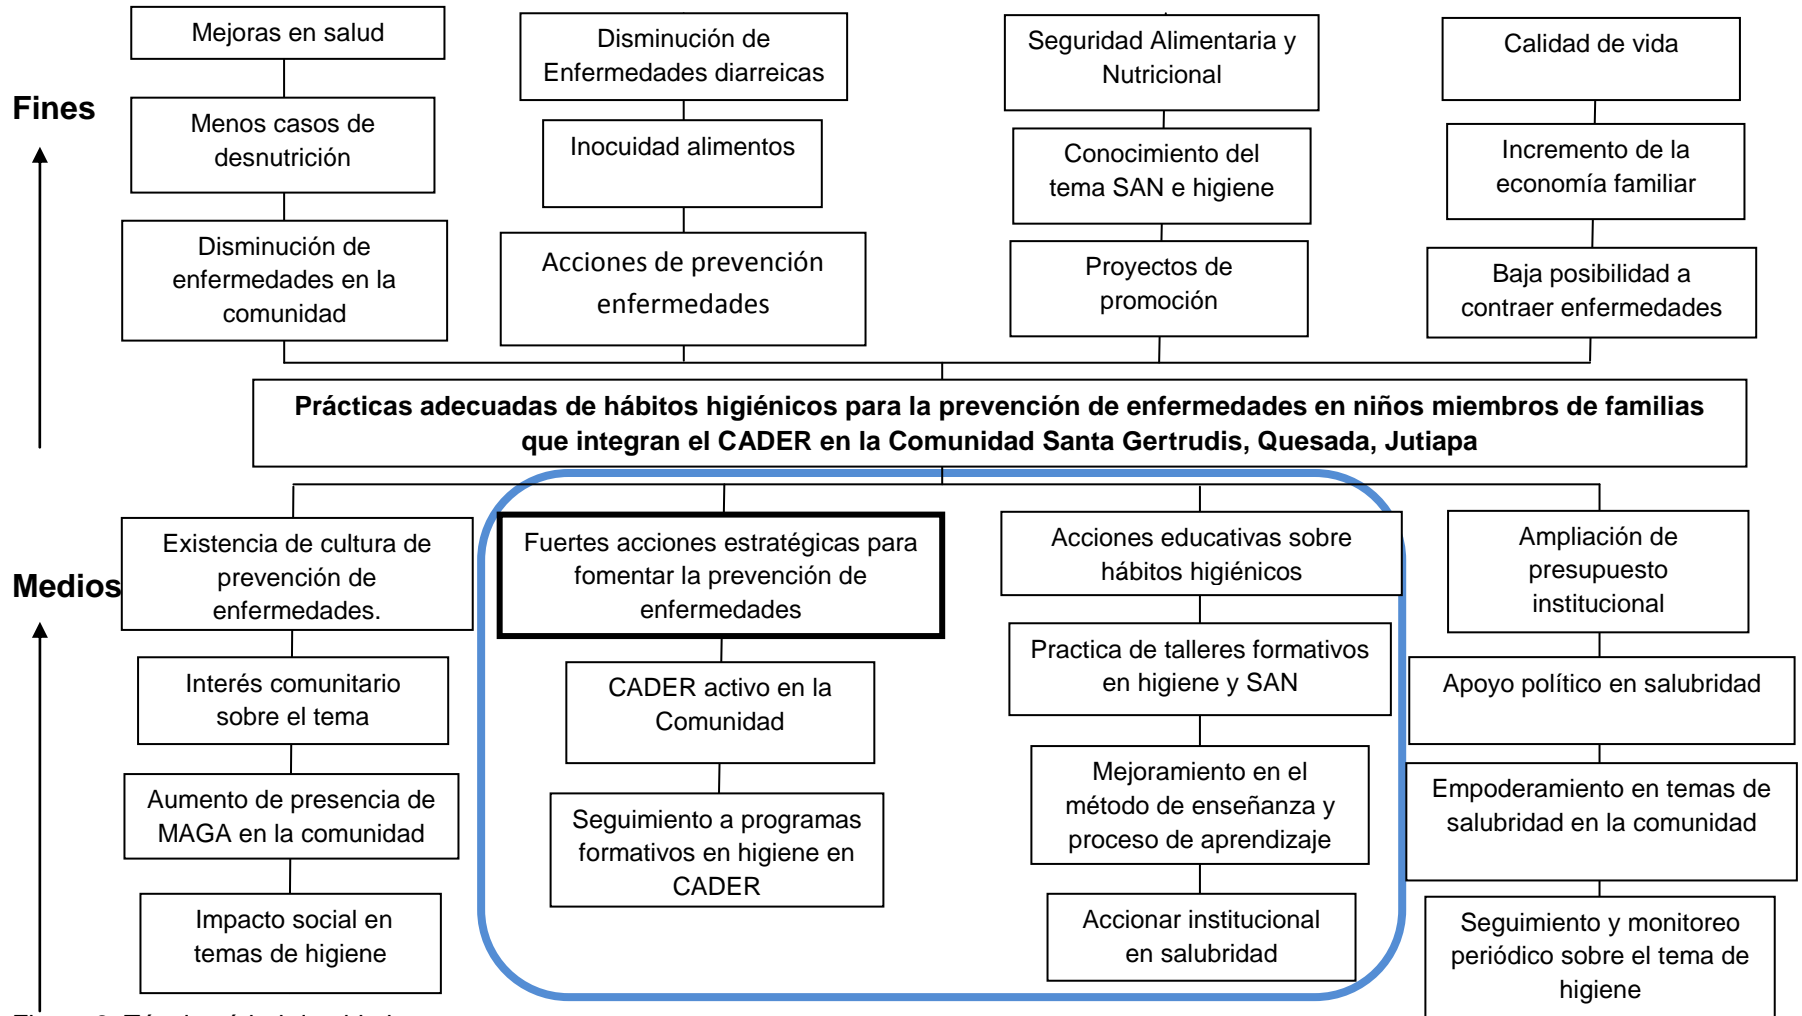 Mejoras en salud
Disminución de
Enfermedades diarreicas
Seguridad Alimentaria y
Nutricional
Calidad de vida
Fines
Menos casos de
desnutrición
Inocuidad alimentos
Conocimiento del
tema SAN e higiene
Incremento de la
economía familiar
Disminución de
enfermedades en la
comunidad
Acciones de prevención
enfermedades
Proyectos de
promoción
Baja posibilidad a
contraer enfermedades
Prácticas adecuadas de hábitos higiénicos para la prevención de enfermedades en niños miembros de familias
que integran el CADER en la Comunidad Santa Gertrudis, Quesada, Jutiapa
Medios
Existencia de cultura de
prevención de
enfermedades.
Fuertes acciones estratégicas para
fomentar la prevención de
enfermedades
Acciones educativas sobre
hábitos higiénicos
Ampliación de
presupuesto
institucional
Interés comunitario
sobre el tema
CADER activo en la
Comunidad
Practica de talleres formativos
en higiene y SAN
Apoyo político en salubridad
Aumento de presencia de
MAGA en la comunidad
Seguimiento a programas
formativos en higiene en
CADER
Mejoramiento en el
método de enseñanza y
proceso de aprendizaje
Empoderamiento en temas de
salubridad en la comunidad
Impacto social en
temas de higiene
Accionar institucional
en salubridad
Seguimiento y monitoreo
periódico sobre el tema de
higiene